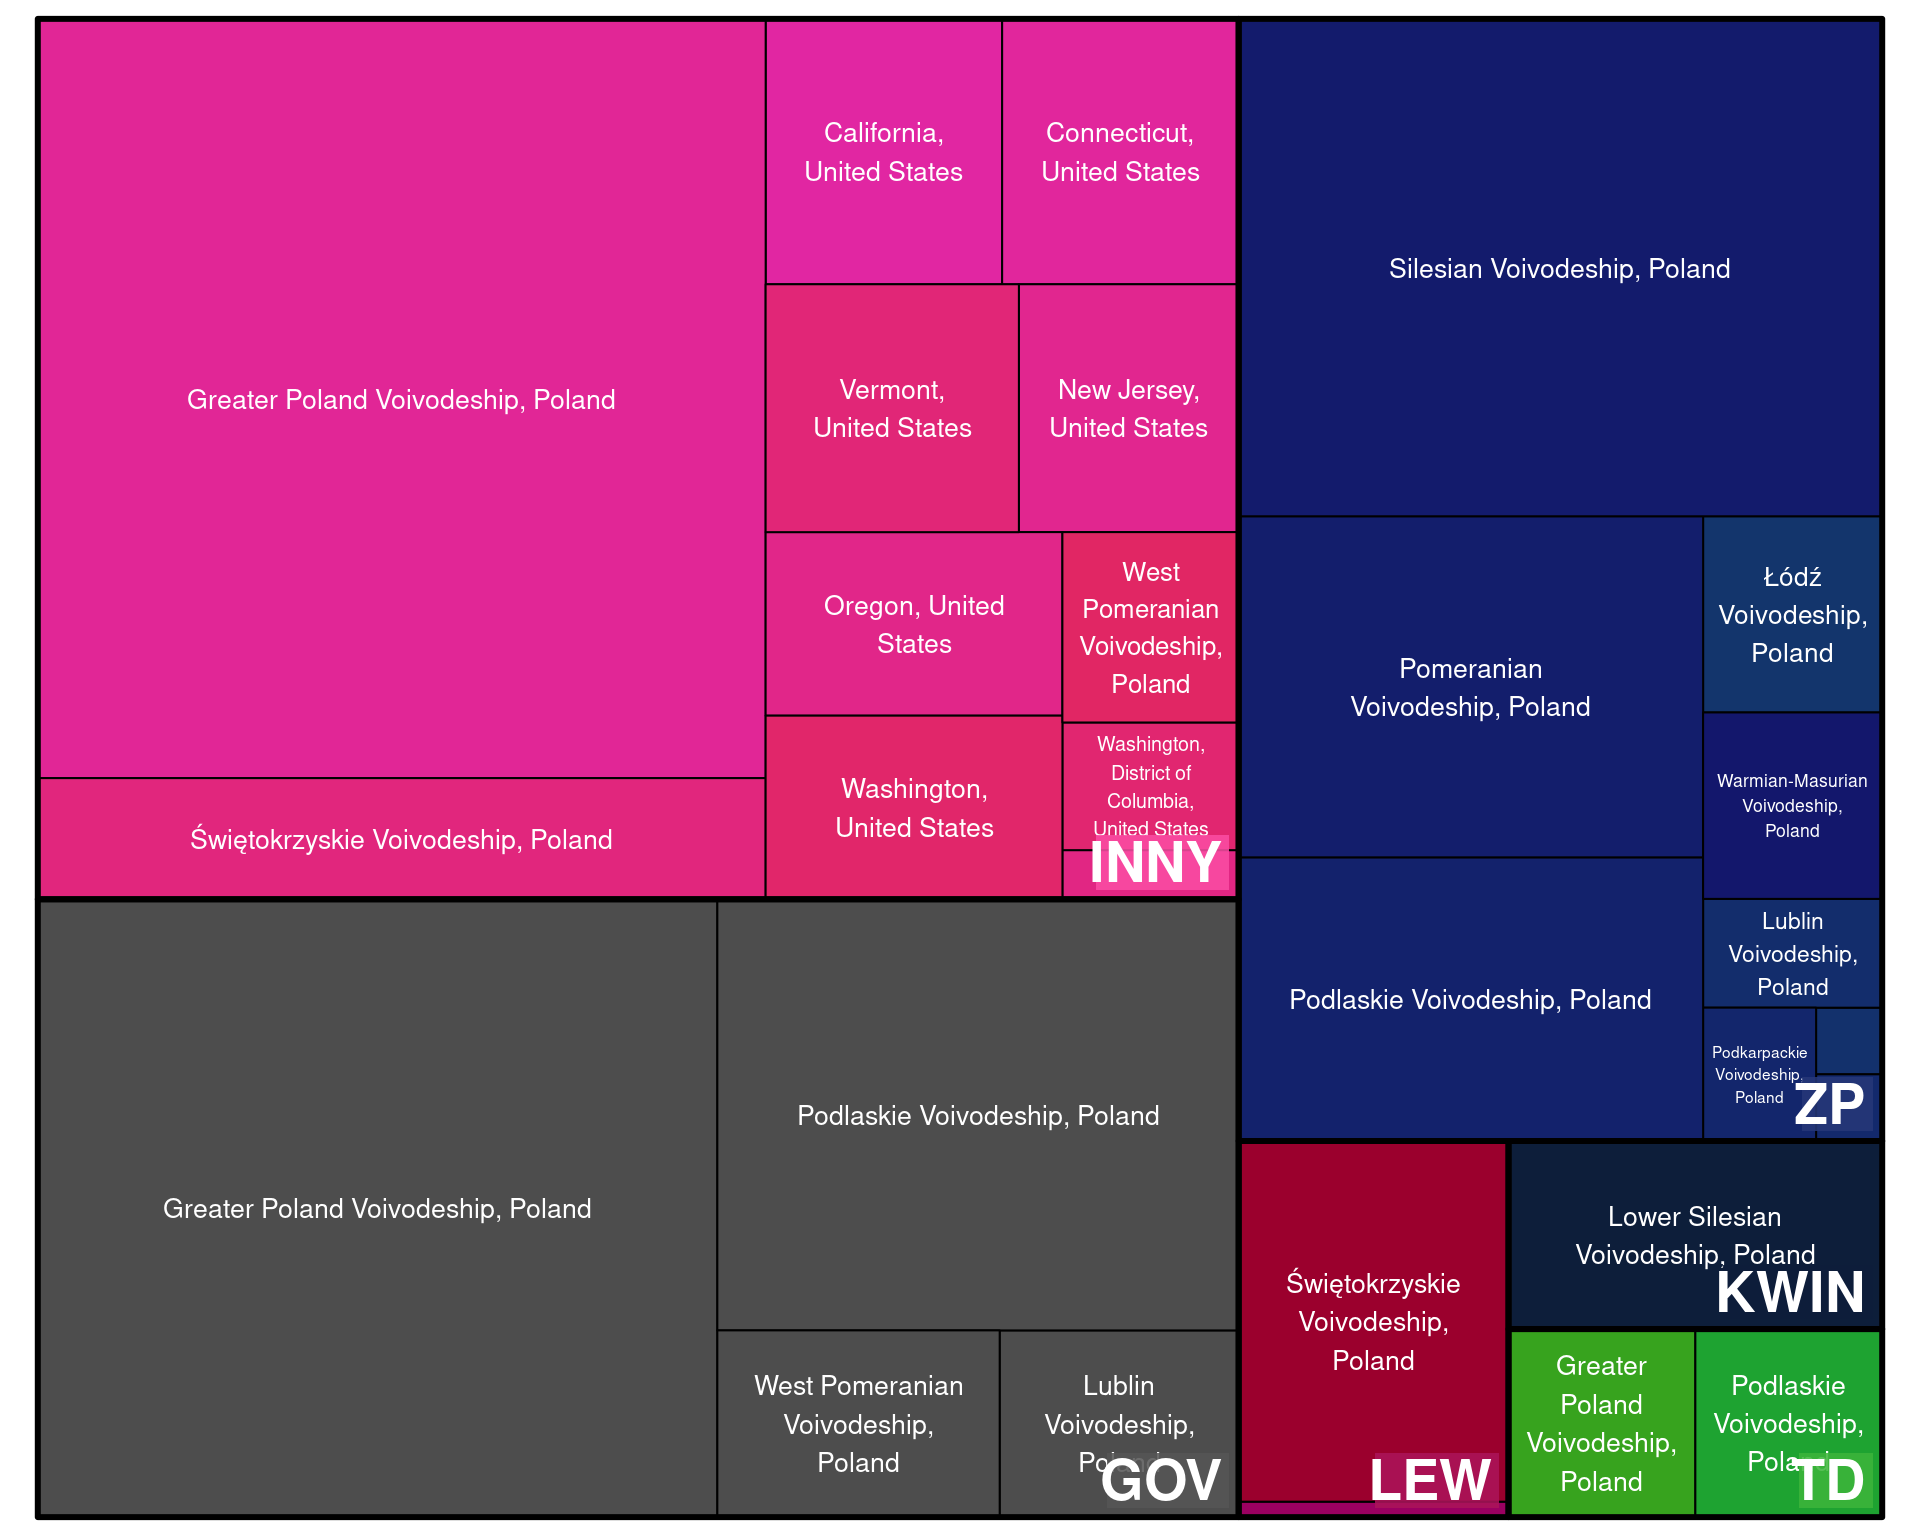 Greater Poland Voivodeship, Poland
Świętokrzyskie Voivodeship, Poland
California,
United States
Connecticut,
United States
Vermont,
United States
New Jersey,
United States
Oregon, United
States
West
Pomeranian
Voivodeship,
Poland
Washington,
United States
Washington,
District of
Columbia,
United States
INNY
Greater Poland Voivodeship, Poland
Podlaskie Voivodeship, Poland
West Pomeranian
Voivodeship,
Poland
Lublin
Voivodeship,
Poland
GOV
Silesian Voivodeship, Poland
Pomeranian
Voivodeship, Poland
Podlaskie Voivodeship, Poland
Łódź
Voivodeship,
Poland
Warmian-Masurian
Voivodeship,
Poland
Lublin
Voivodeship,
Poland
Podkarpackie
Voivodeship,
Poland
ZP
Świętokrzyskie
Voivodeship,
Poland
LEW
Lower Silesian
Voivodeship, Poland
KWIN
Greater
Poland
Voivodeship,
Poland
Podlaskie
Voivodeship,
Poland
TD